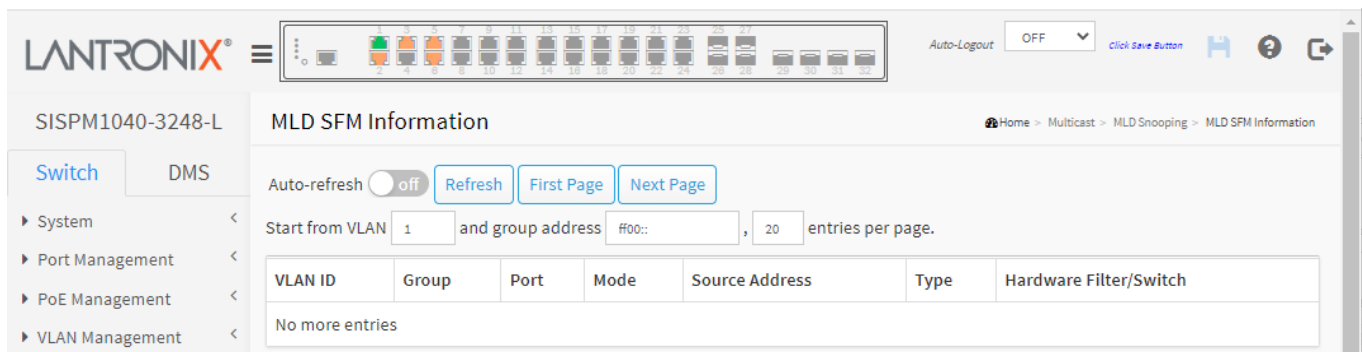 LANTRONIX®
1 3 5 7 9 11 13 15 17 19 21 23 25 27
2 4 6 8 10 12 14 16 18 20 22 24 26 28 29 30 31 32
Auto-Logout OFF Click Save Button
SISPM1040-3248-L
MLD SFM Information
Home > Multicast > MLD Snooping > MLD SFM Information
Switch DMS
Auto-refresh off Refresh First Page Next Page
System
Start from VLAN 1 and group address ff00:: , 20 entries per page.
Port Management
VLAN ID Group Port Mode Source Address Type Hardware Filter/Switch
PoE Management
No more entries
VLAN Management